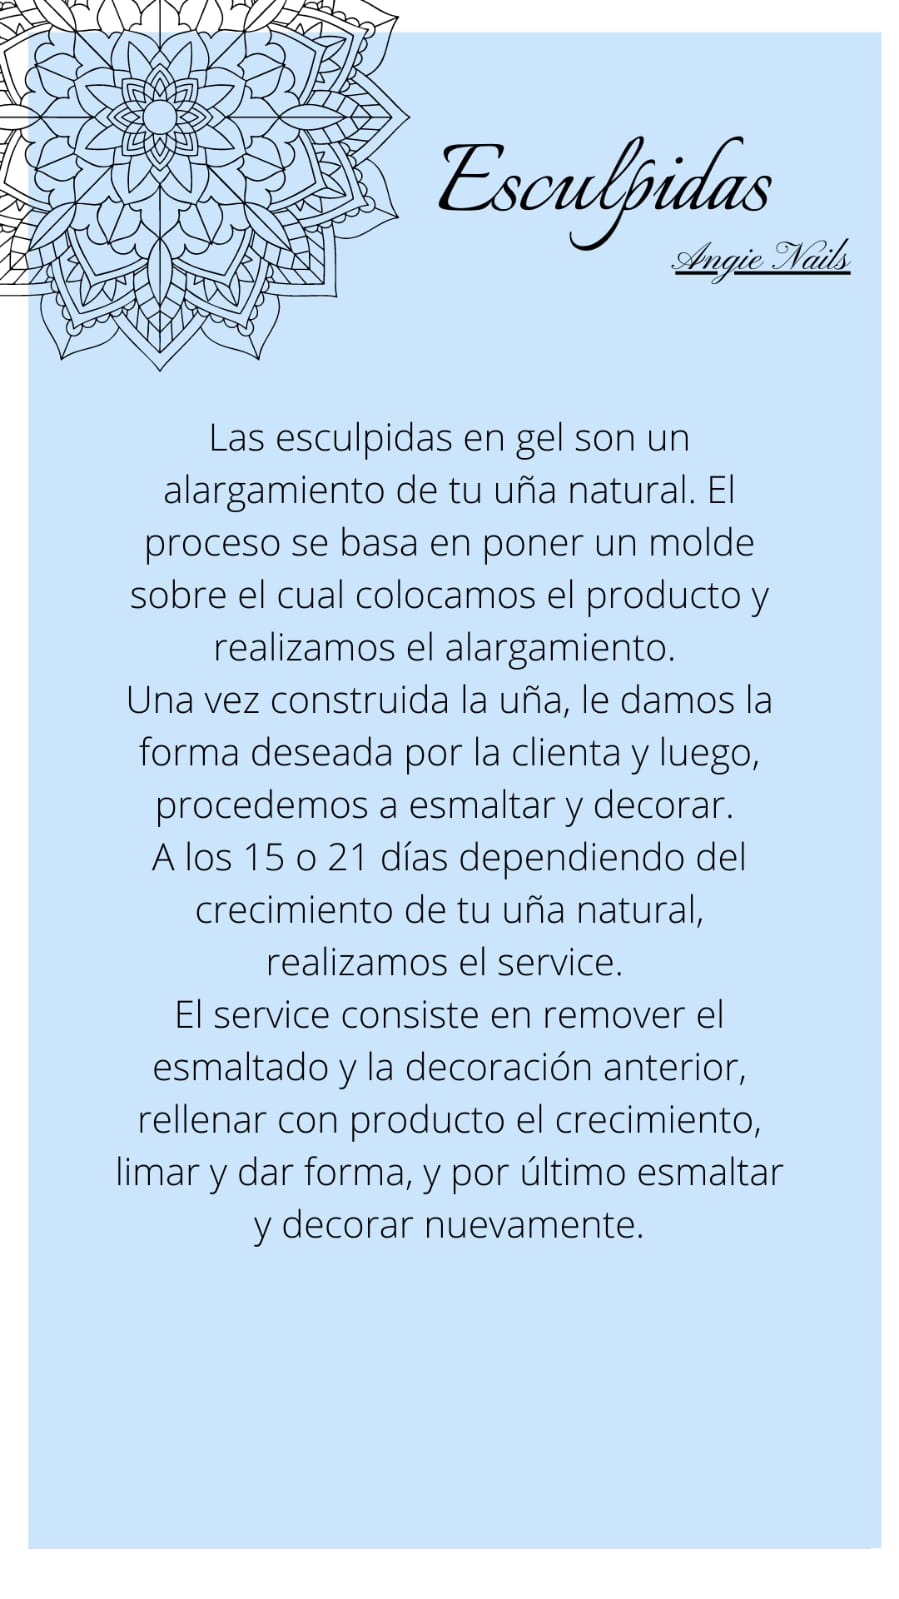 Esculpidas
Angie Nails
Las esculpidas en gel son un
alargamiento de tu uña natural. El
proceso se basa en poner un molde
sobre el cual colocamos el producto y
realizamos el alargamiento.
Una vez construida la uña, le damos la
forma deseada por la clienta y luego,
procedemos a esmaltar y decorar.
A los 15 o 21 días dependiendo del
crecimiento de tu uña natural,
realizamos el service.
El service consiste en remover el
esmaltado y la decoración anterior,
rellenar con producto el crecimiento,
limar y dar forma, y por último esmaltar
y decorar nuevamente.